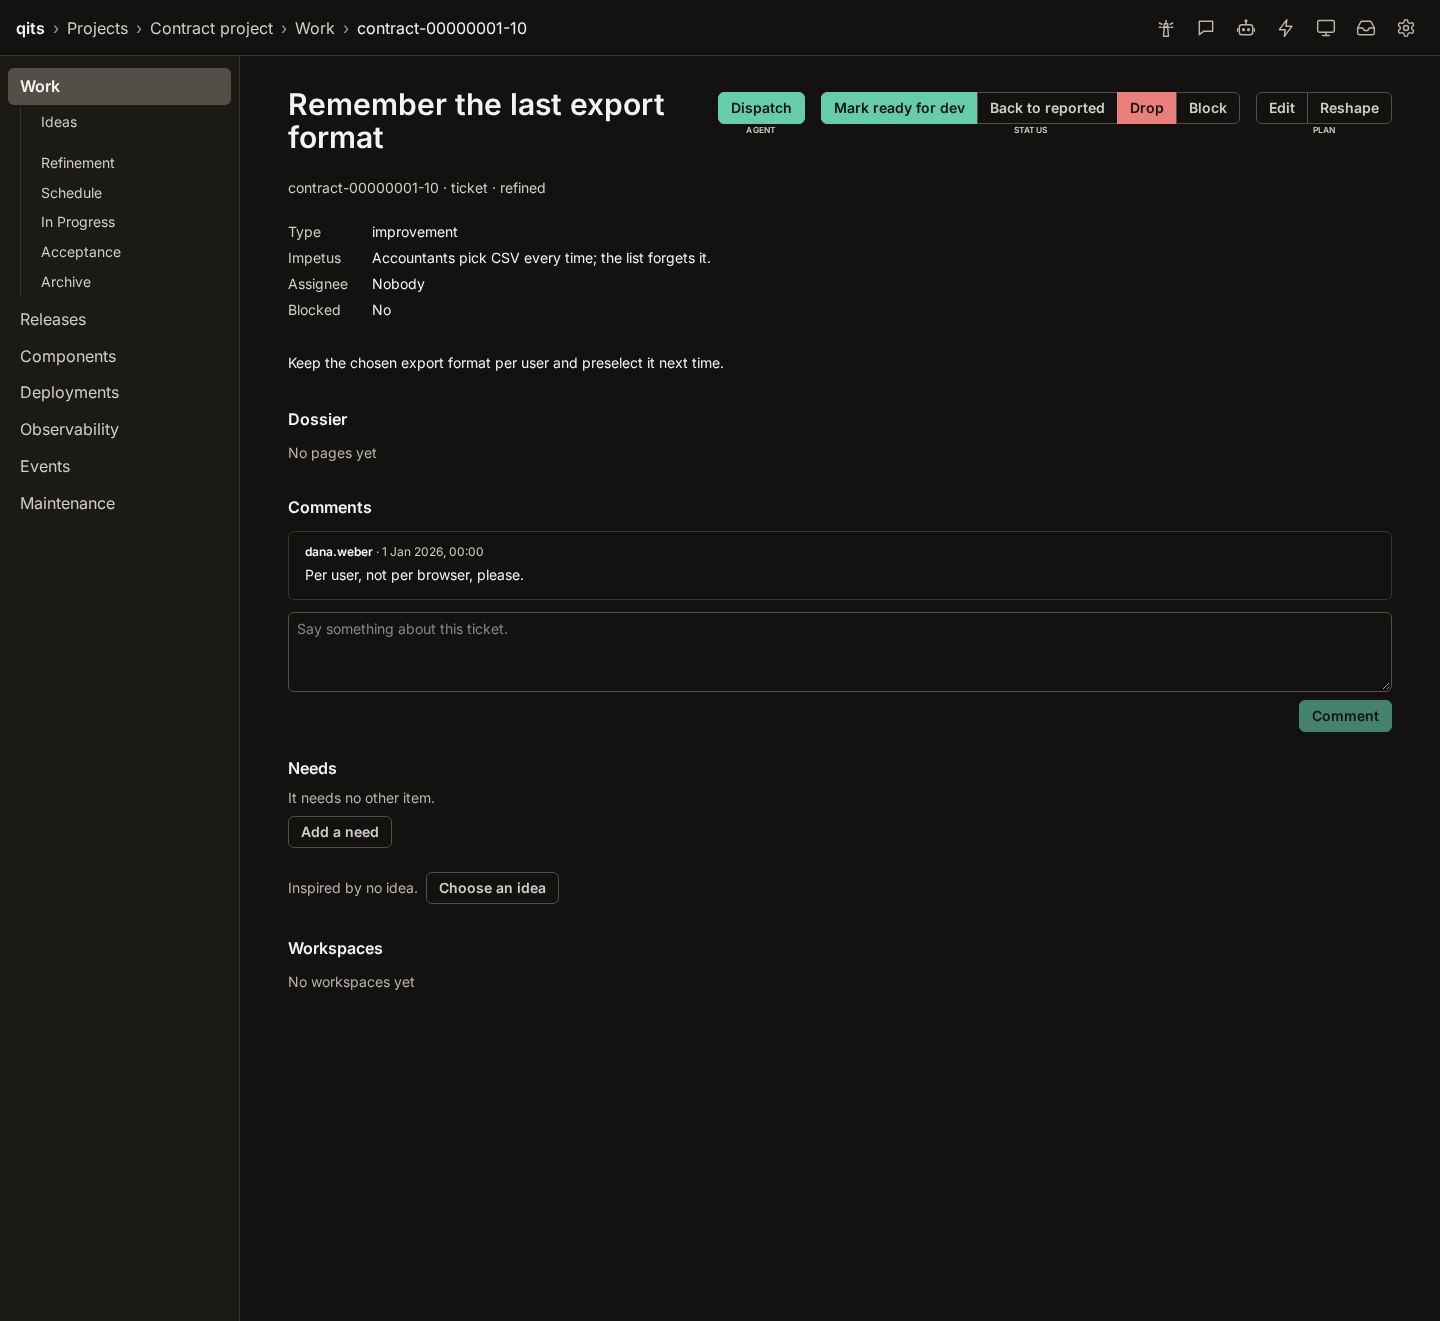 qits › Projects › Contract project › Work › contract-00000001-10
Work
Ideas
Refinement
Schedule
In Progress
Acceptance
Archive
Releases
Components
Deployments
Observability
Events
Maintenance
Remember the last export
format
Dispatch
AGENT
Mark ready for dev Back to reported Drop Block
STATUS
Edit Reshape
PLAN
contract-00000001-10 · ticket · refined
Type improvement
Impetus Accountants pick CSV every time; the list forgets it.
Assignee Nobody
Blocked No
Keep the chosen export format per user and preselect it next time.
Dossier
No pages yet
Comments
dana.weber · 1 Jan 2026, 00:00
Per user, not per browser, please.
Say something about this ticket.
Comment
Needs
It needs no other item.
Add a need
Inspired by no idea. Choose an idea
Workspaces
No workspaces yet